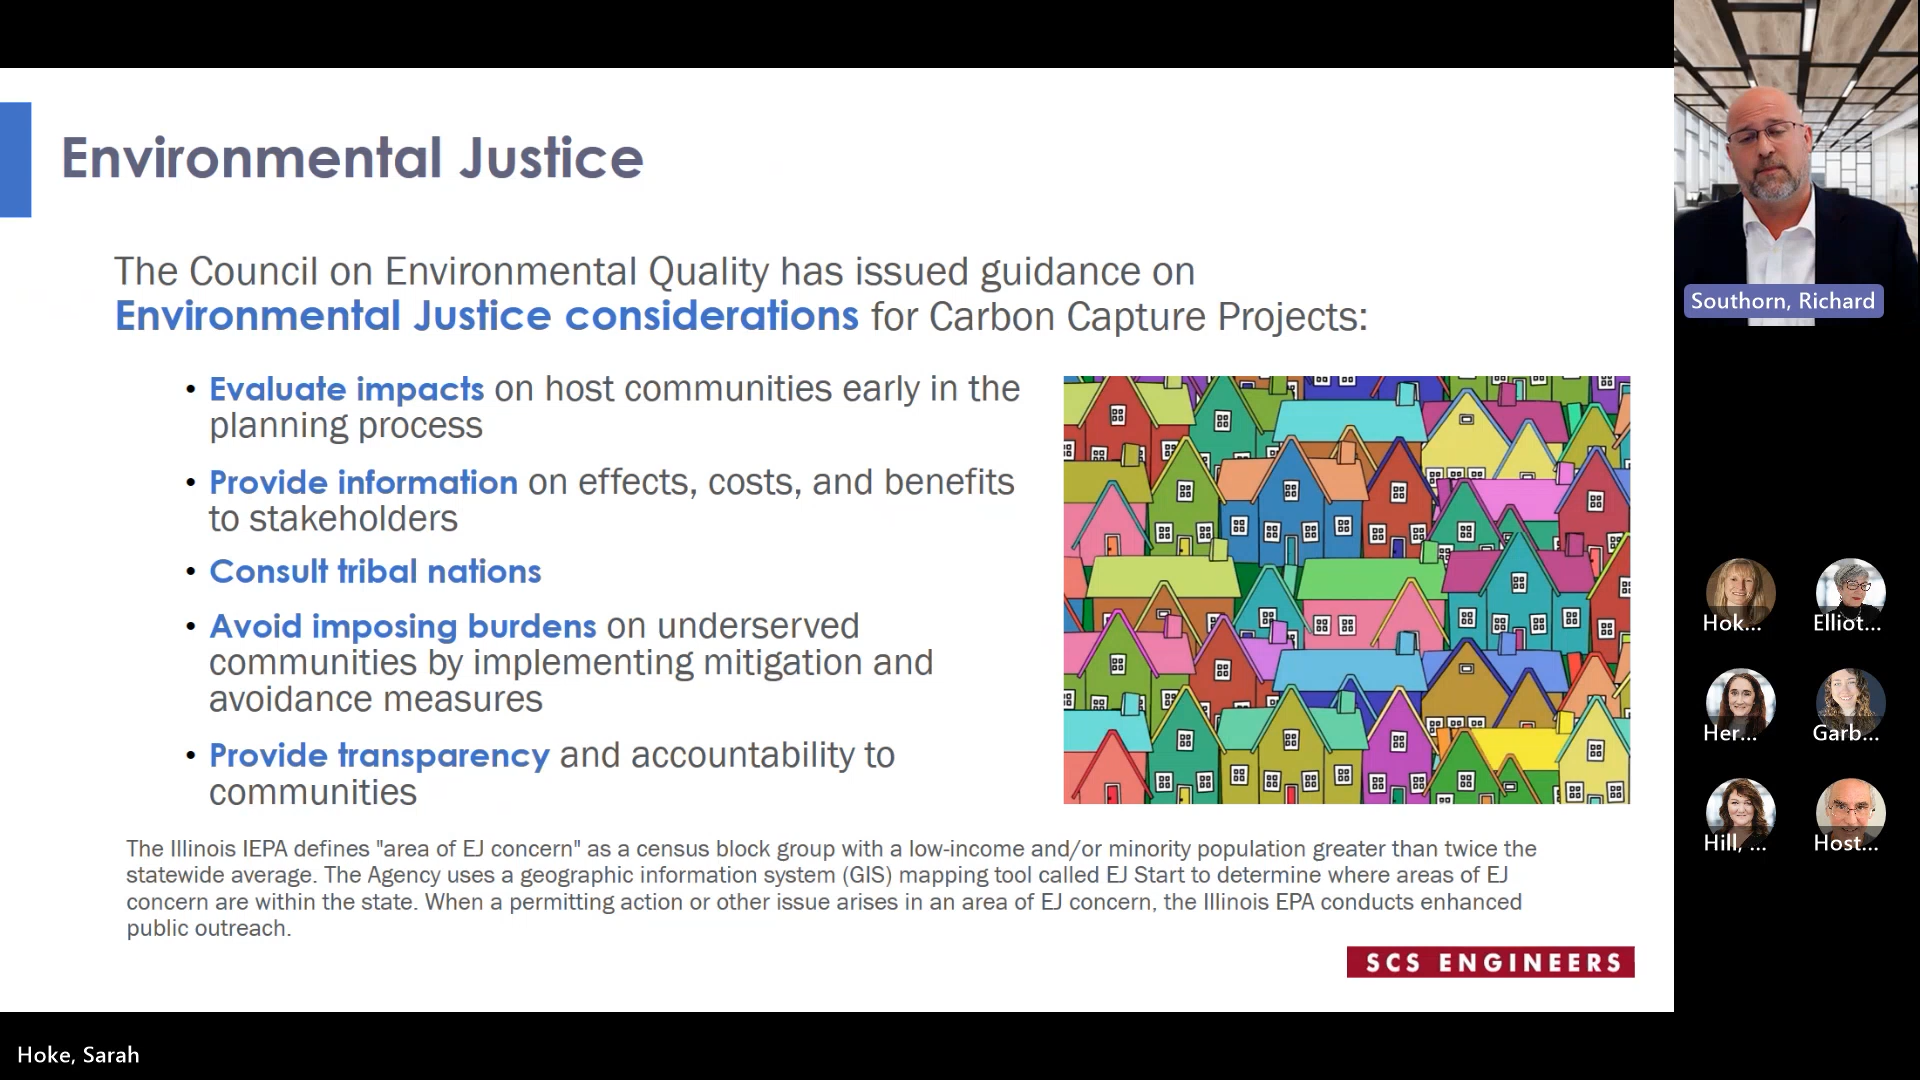 Environmental Justice
The Council on Environmental Quality has issued guidance on
Environmental Justice considerations for Carbon Capture Projects:
• Evaluate impacts on host communities early in the
planning process
• Provide information on effects, costs, and benefits
to stakeholders
• Consult tribal nations
• Avoid imposing burdens on underserved
communities by implementing mitigation and
avoidance measures
• Provide transparency and accountability to
communities
The Illinois IEPA defines "area of EJ concern" as a census block group with a low-income and/or minority population greater than twice the
statewide average. The Agency uses a geographic information system (GIS) mapping tool called EJ Start to determine where areas of EJ
concern are within the state. When a permitting action or other issue arises in an area of EJ concern, the Illinois EPA conducts enhanced
public outreach.
SCS ENGINEERS
Southorn, Richard
Hok...
Elliot...
Her...
Garb...
Hill, ...
Host...
Hoke, Sarah